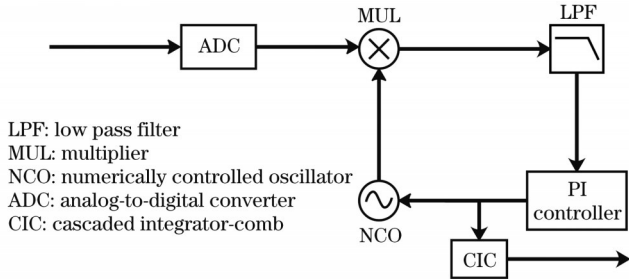 MUL
LPF
ADC
LPF: low pass filter
MUL: multiplier
NCO: numerically controlled oscillator
ADC: analog-to-digital converter
CIC: cascaded integrator-comb
NCO
PI
controller
CIC